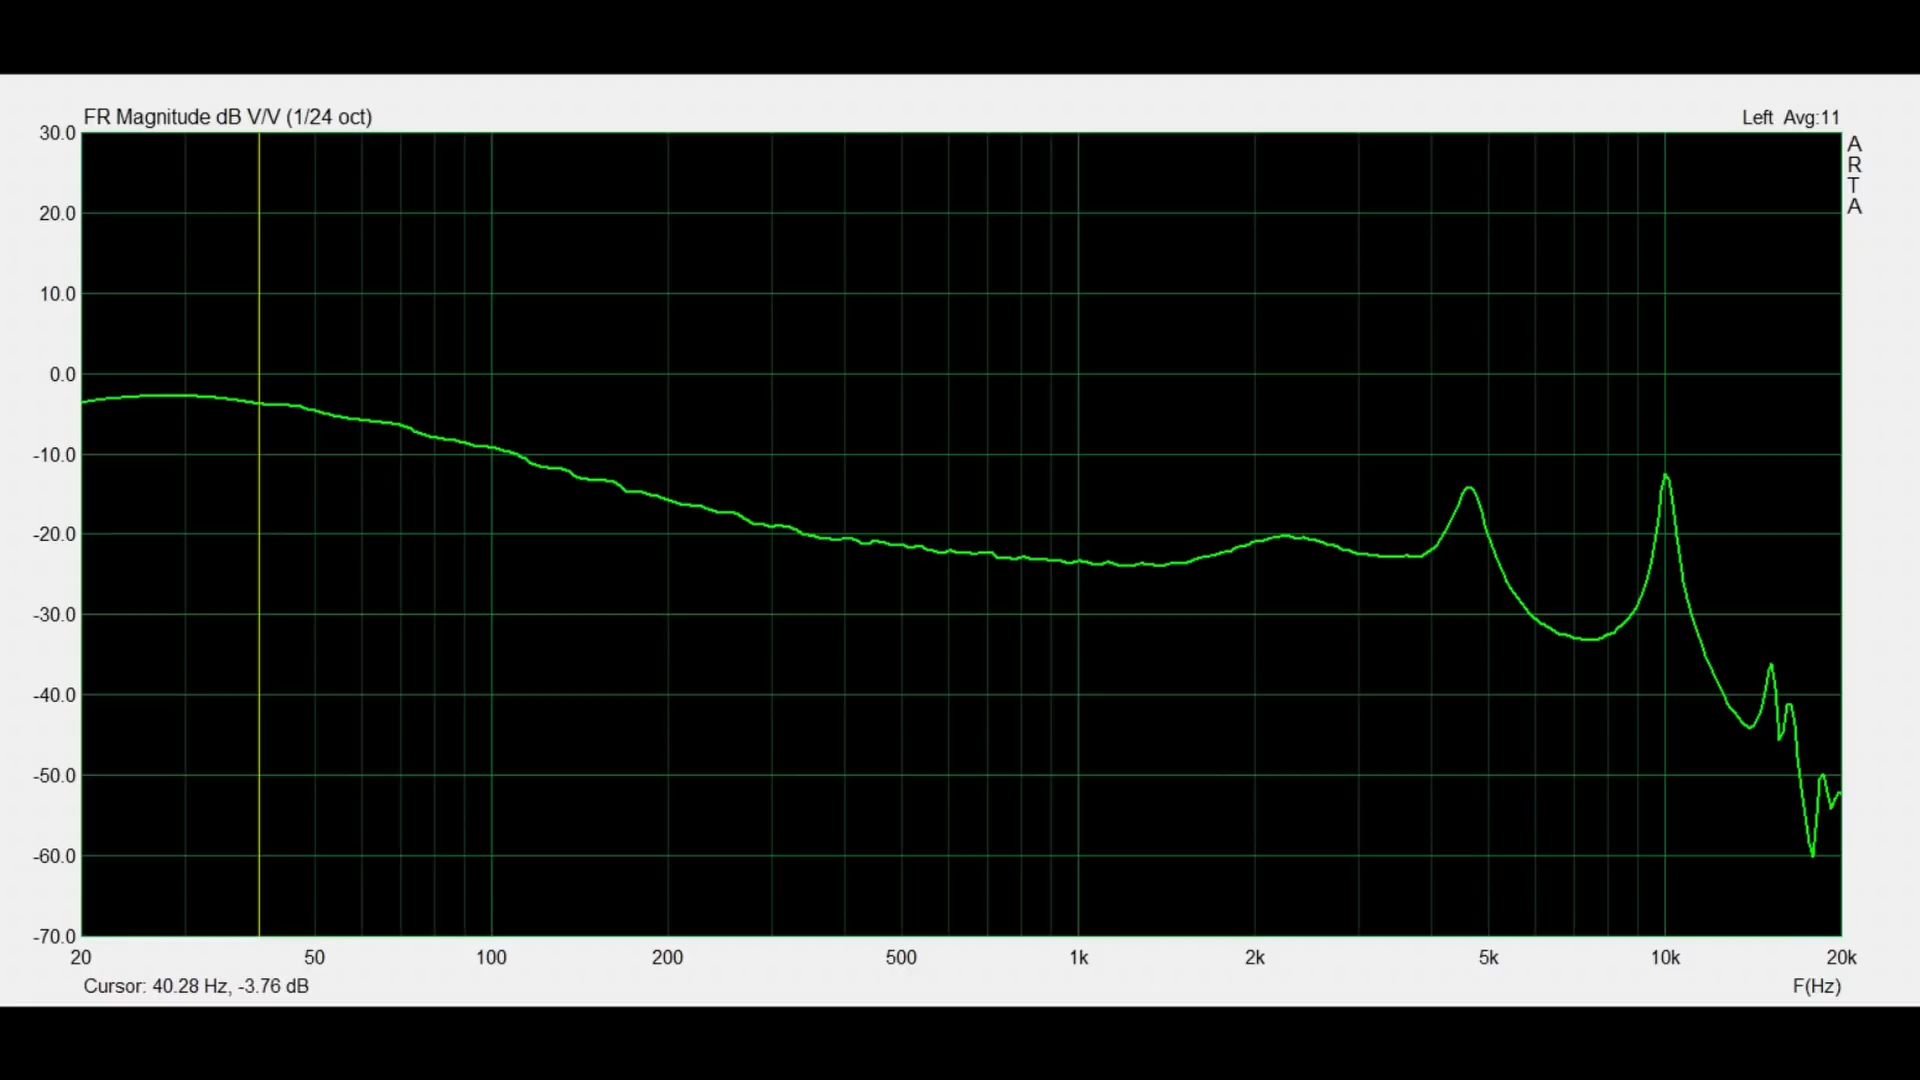 FR Magnitude dB V/V (1/24 oct)
Left Avg:11
A
R
T
A
30.0
20.0
10.0
0.0
-10.0
-20.0
-30.0
-40.0
-50.0
-60.0
-70.0
20 50 100 200 500 1k 2k 5k 10k 20k
Cursor: 40.28 Hz, -3.76 dB
F(Hz)